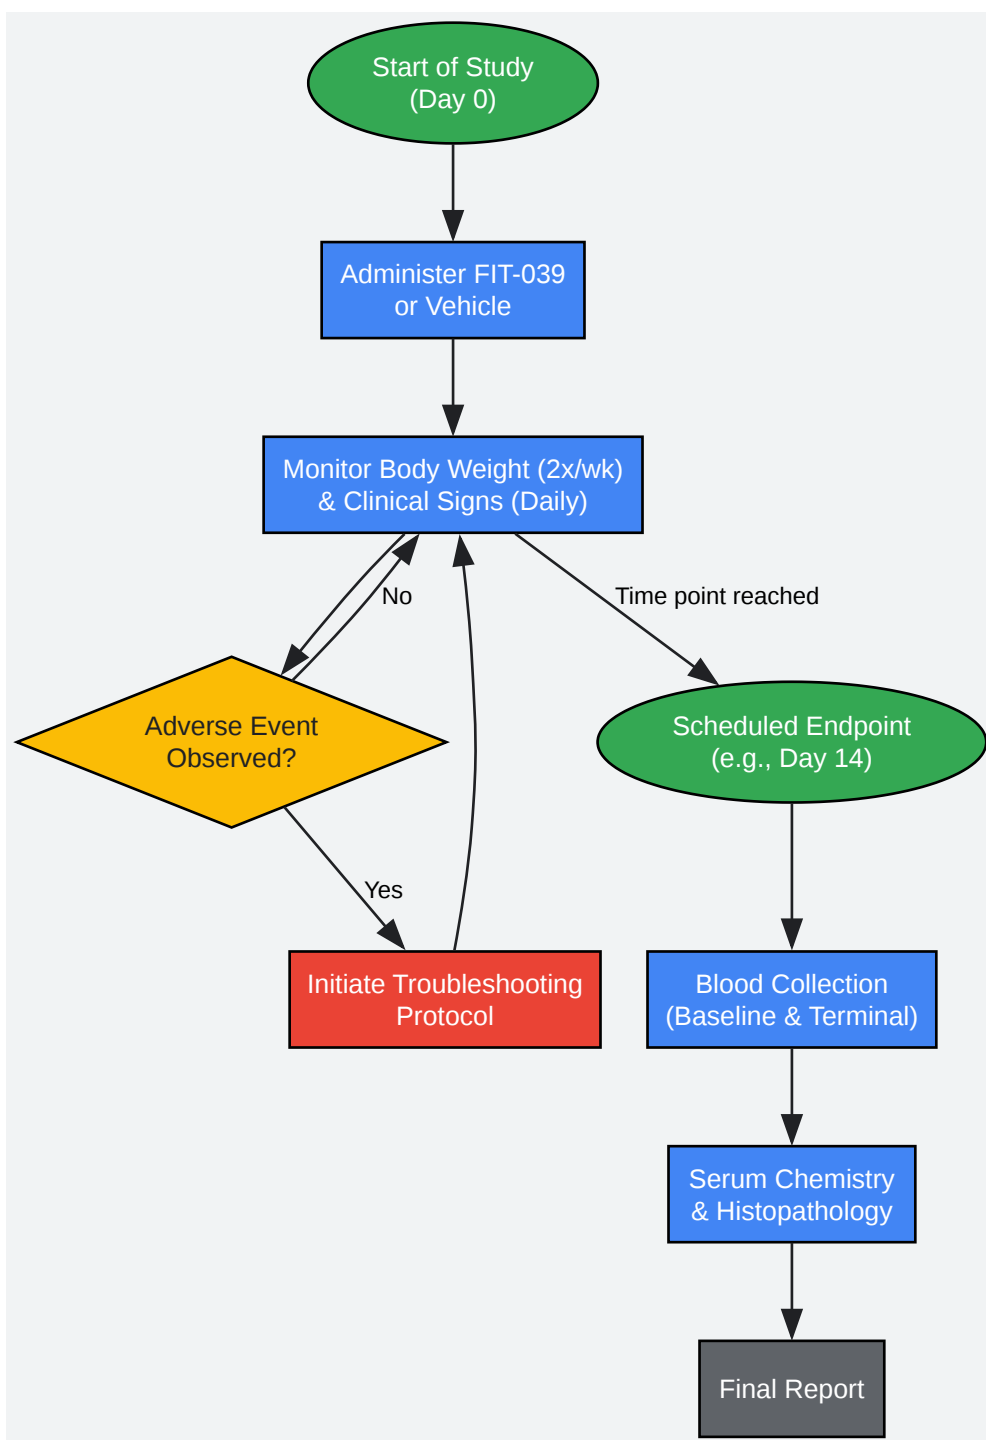 Start of Study
(Day 0)
Administer FIT-039
or Vehicle
Monitor Body Weight (2x/wk)
& Clinical Signs (Daily)
No
Time point reached
Adverse Event
Observed?
Scheduled Endpoint
(e.g., Day 14)
Yes
Initiate Troubleshooting
Protocol
Blood Collection
(Baseline & Terminal)
Serum Chemistry
& Histopathology
Final Report